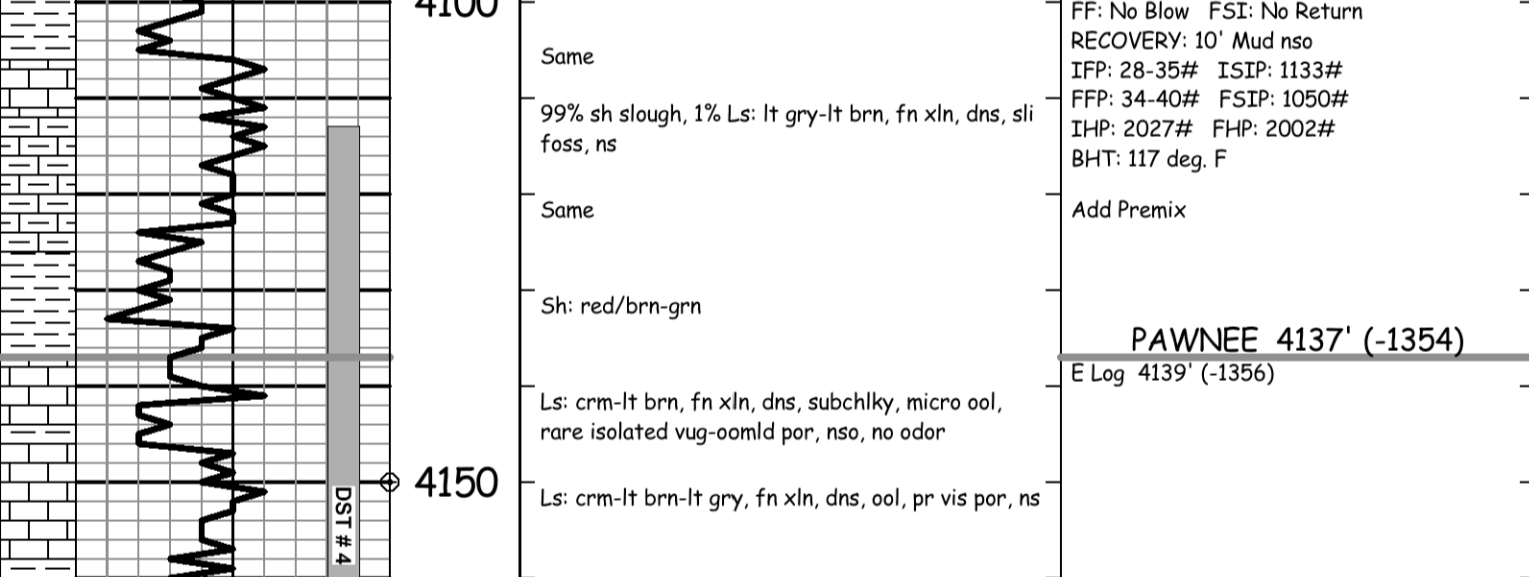 4100
FF: No Blow FSI: No Return
RECOVERY: 10' Mud nso
Same
IFP: 28-35# ISIP: 1133#
FFP: 34-40# FSIP: 1050#
99% sh slough, 1% Ls: lt gry-lt brn, fn xln, dns, sli
foss, ns
IHP: 2027# FHP: 2002#
BHT: 117 deg. F
Same
Add Premix
Sh: red/brn-grn
PAWNEE 4137' (-1354)
E Log 4139' (-1356)
Ls: crm-lt brn, fn xln, dns, subchlky, micro ool,
rare isolated vug-oomld por, nso, no odor
4150
Ls: crm-lt brn-lt gry, fn xln, dns, ool, pr vis por, ns
DST # 4